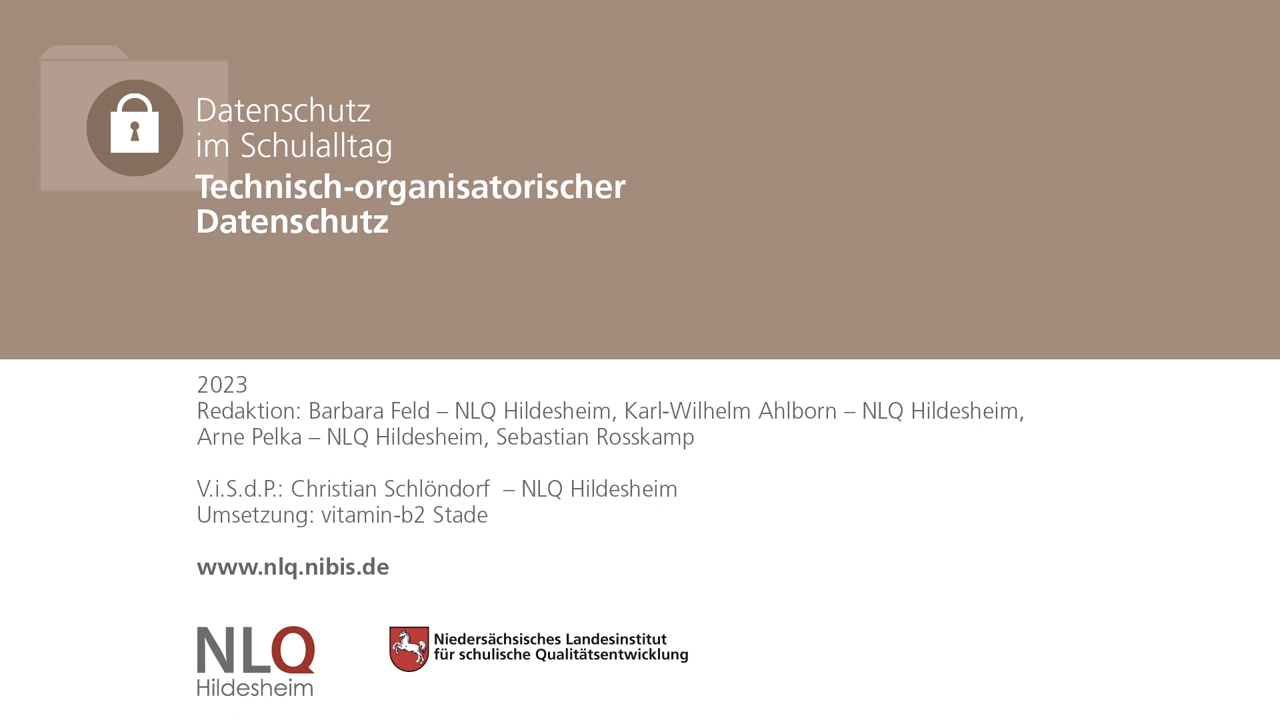 Datenschutz
im Schulalltag
Technisch-organisatorischer
Datenschutz
2023
Redaktion: Barbara Feld – NLQ Hildesheim, Karl-Wilhelm Ahlborn – NLQ Hildesheim,
Arne Pelka – NLQ Hildesheim, Sebastian Rosskamp
V.i.S.d.P.: Christian Schlöndorf – NLQ Hildesheim
Umsetzung: vitamin-b2 Stade
www.nlq.nibis.de
NLQ
Hildesheim
Niedersächsisches Landesinstitut
für schulische Qualitätsentwicklung